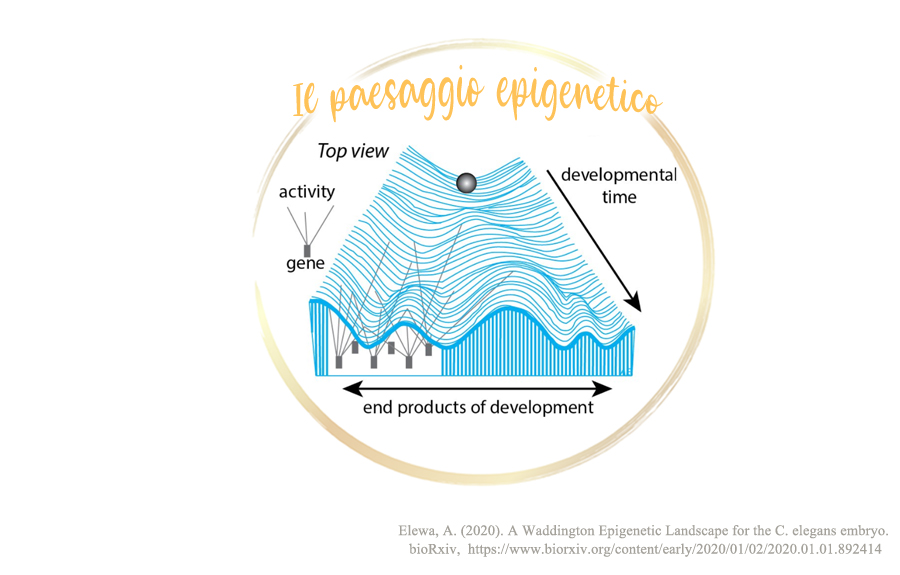 Il paesaggio epigenetico
Top view
developmental
time
activity
gene
end products of development
Elewa, A. (2020). A Waddington Epigenetic Landscape for the C. elegans embryo.
bioRxiv, https://www.biorxiv.org/content/early/2020/01/02/2020.01.01.892414